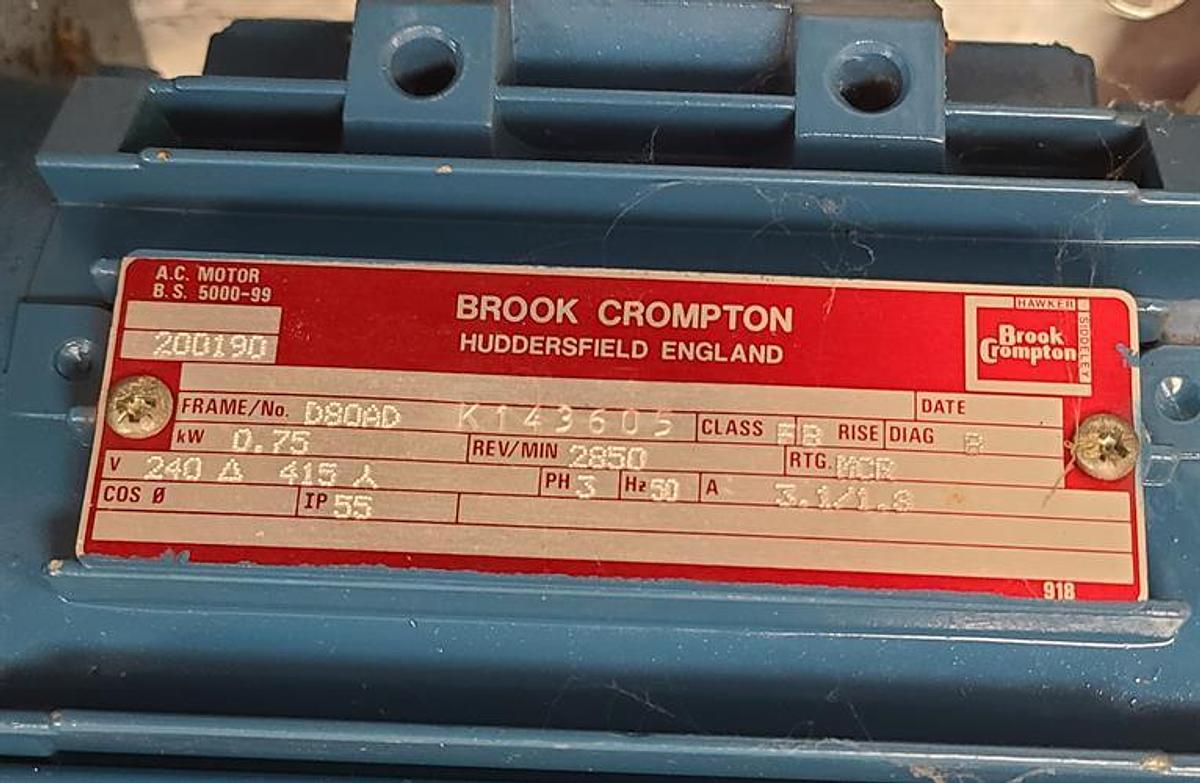 A.C. MOTOR
B.S. 5000-99
BROOK CROMPTON
HUDDERSFIELD ENGLAND
HAWKER
SIDDELEY
Brook
Crompton
200190
DATE
FRAME/No. D80AD K143605 CLASS FB RISE DIAG
kW 0.75 REV/MIN 2850 RTG. MCR
V 240 Δ 415 ⅄ PH 3 Hz 50 A 3.1/1.8
COS Ø IP 55
918